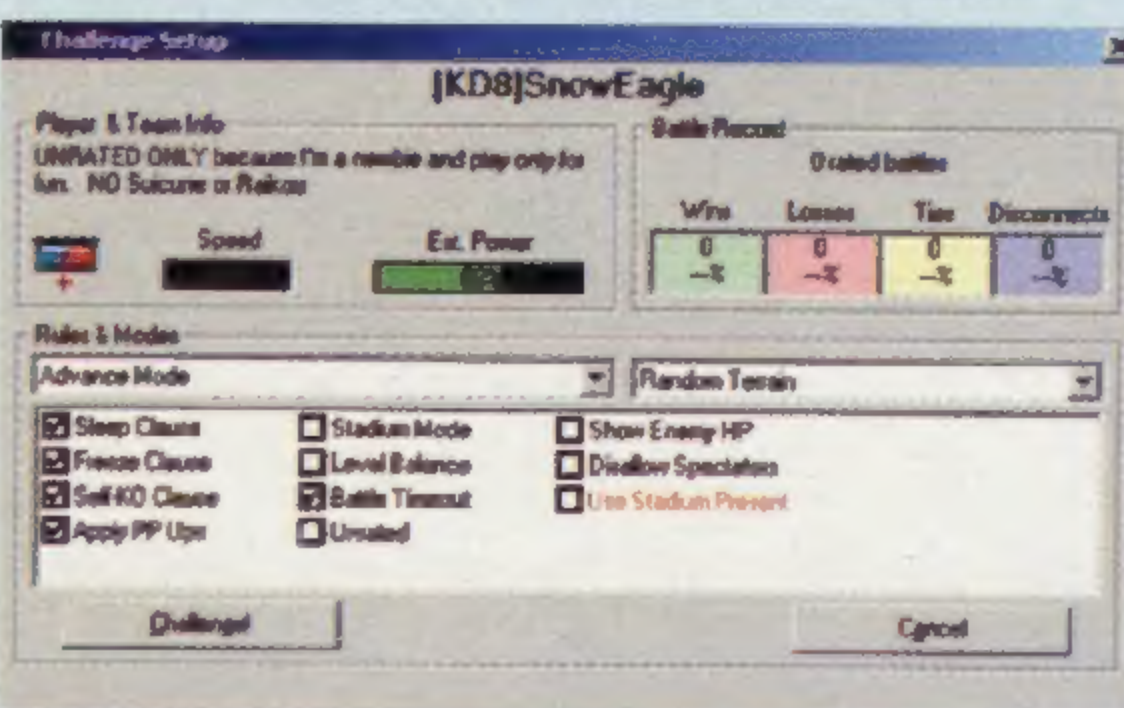 Challenge Setup
[KD8]SnowEagle
Player & Team Info
UNRATED ONLY because I'm a newbie and play only for
fun. NO Suicune or Raikou
Speed
Est. Power
Battle Record
0 rated battles
Wins Losses Ties Disconnects
0 0 0 0
--% --% --% --%
Rules & Modes
Advance Mode
Random Terrain
Sleep Clause
Freeze Clause
Self-KO Clause
Apply PP Ups
Stadium Mode
Level Balance
Battle Timeout
Unrated
Show Enemy HP
Disallow Spectators
Use Stadium Present
Challenge!
Cancel